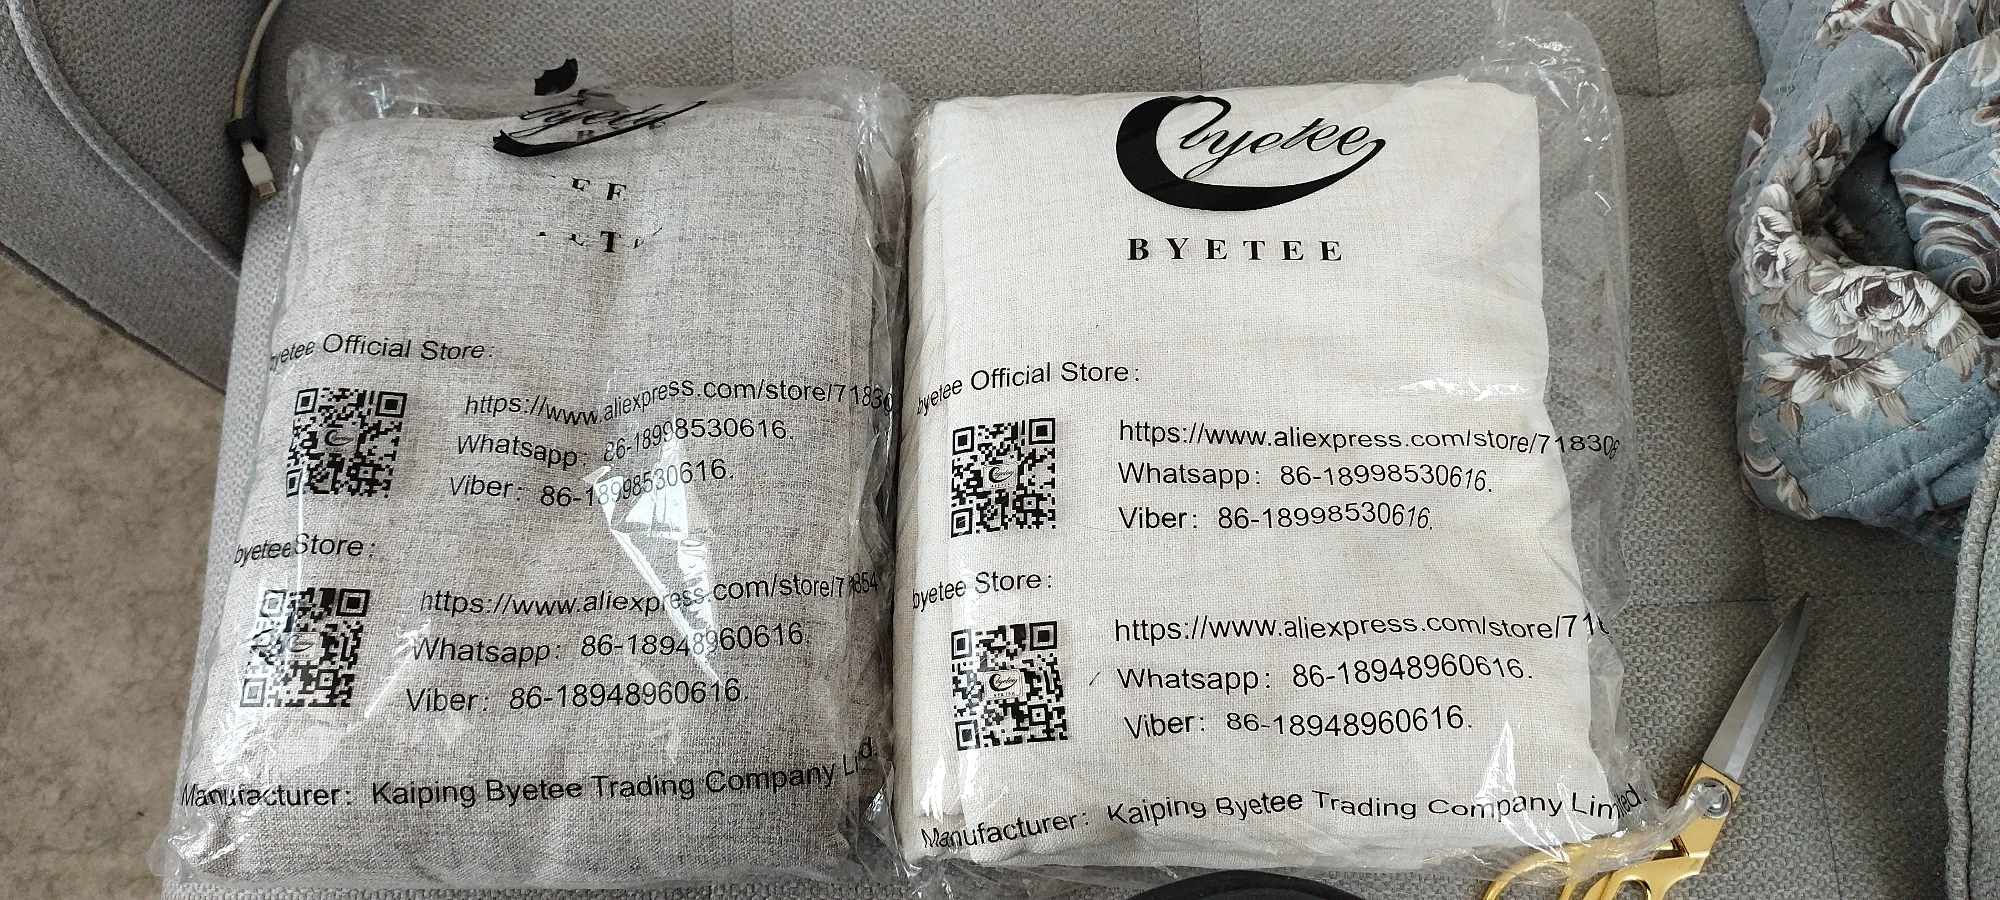 byetee Official Store:
https://www.aliexpress.com/store/7183
Whatsapp: 86-18998530616.
Viber: 86-18998530616.
byetee Store:
https://www.aliexpress.com/store/7
Whatsapp: 86-18948960616.
Viber: 86-18948960616.
Manufacturer: Kaiping Byetee Trading Company
byetee
BYETEE
byetee Official Store:
https://www.aliexpress.com/store/71830
Whatsapp: 86-18998530616.
Viber: 86-18998530616.
byetee Store:
https://www.aliexpress.com/store/71
Whatsapp: 86-18948960616.
Viber: 86-18948960616.
Manufacturer: Kaiping Byetee Trading Company Limited.